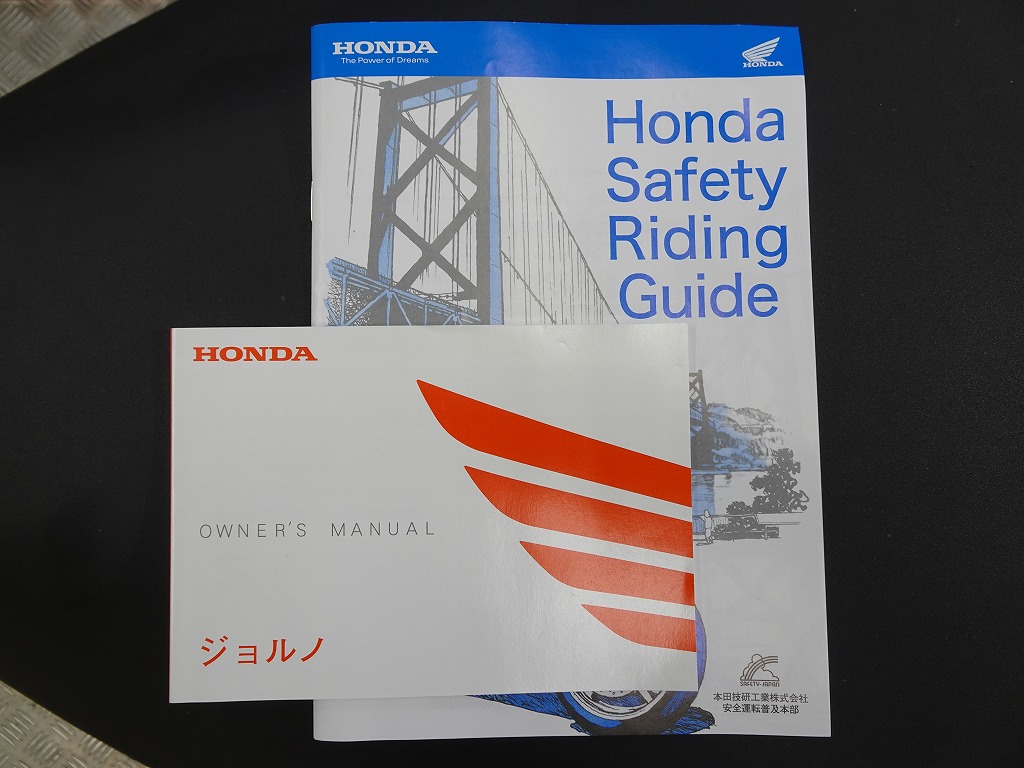 HONDA
The Power of Dreams
HONDA
Honda
Safety
Riding
Guide
HONDA
OWNER'S MANUAL
ジョルノ
SAFETY-JAPAN
本田技研工業株式会社
安全運転普及本部